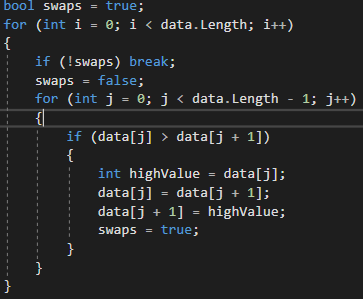 bool swaps = true;
for (int i = 0; i < data.Length; i++)
{
    if (!swaps) break;
    swaps = false;
    for (int j = 0; j < data.Length - 1; j++)
    {
        if (data[j] > data[j + 1])
        {
            int highValue = data[j];
            data[j] = data[j + 1];
            data[j + 1] = highValue;
            swaps = true;
        }
    }
}